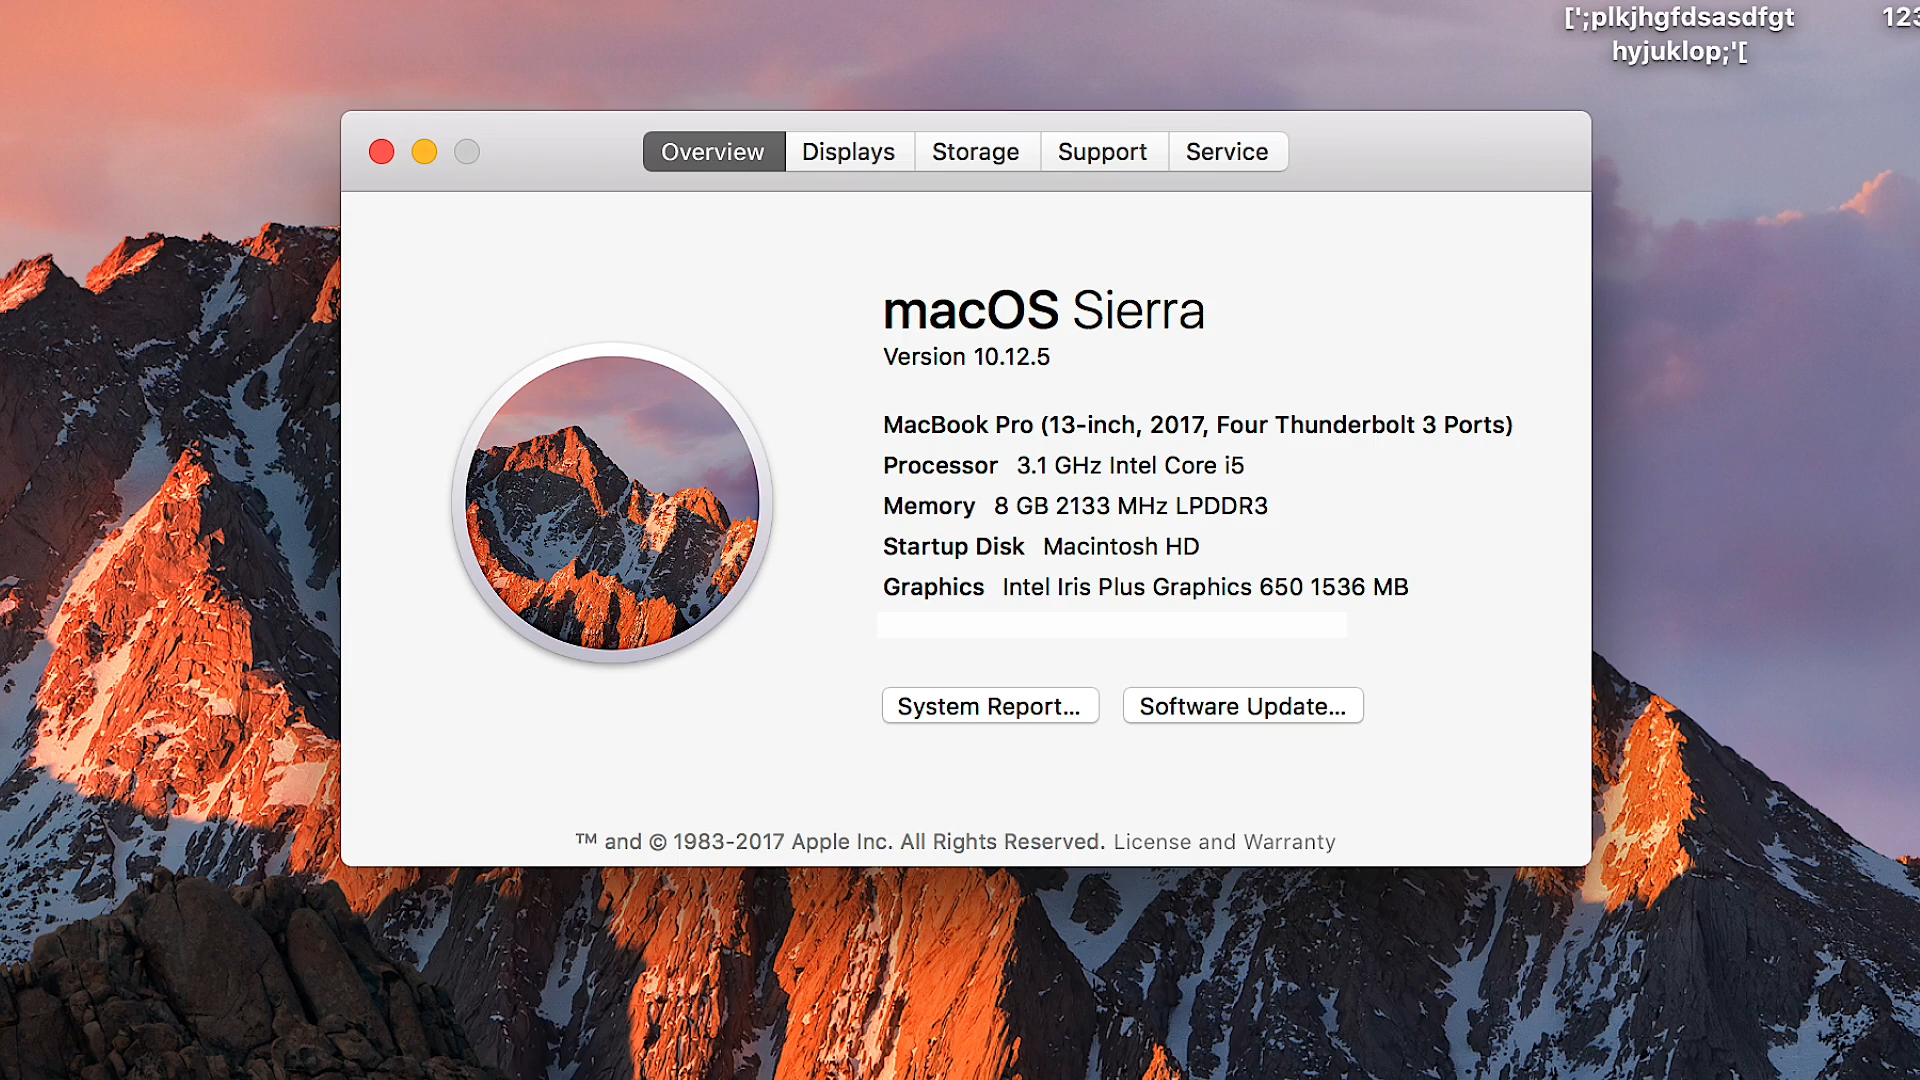 [';plkjhgfdsasdfgt
hyjuklop;'[
Overview Displays Storage Support Service
macOS Sierra
Version 10.12.5
MacBook Pro (13-inch, 2017, Four Thunderbolt 3 Ports)
Processor 3.1 GHz Intel Core i5
Memory 8 GB 2133 MHz LPDDR3
Startup Disk Macintosh HD
Graphics Intel Iris Plus Graphics 650 1536 MB
System Report... Software Update...
™ and © 1983-2017 Apple Inc. All Rights Reserved. License and Warranty